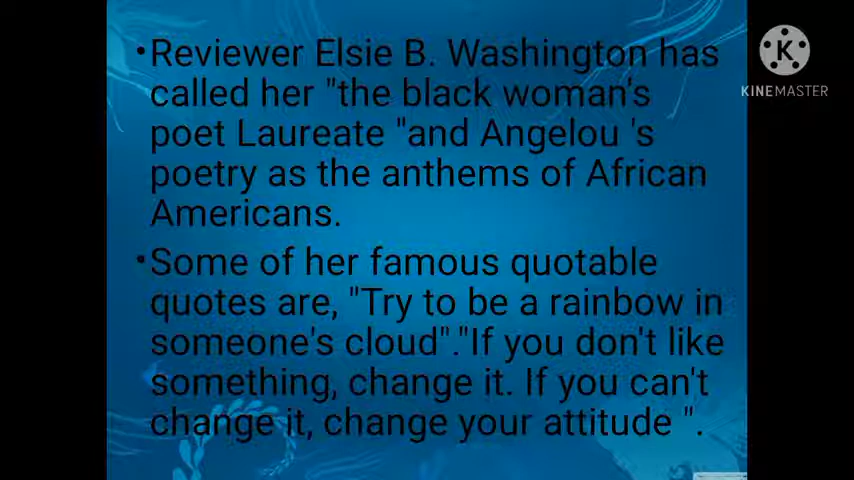 •Reviewer Elsie B. Washington has
called her "the black woman's
poet Laureate "and Angelou 's
poetry as the anthems of African
Americans.
•Some of her famous quotable
quotes are, "Try to be a rainbow in
someone's cloud"."If you don't like
something, change it. If you can't
change it, change your attitude ".
K
KINEMASTER